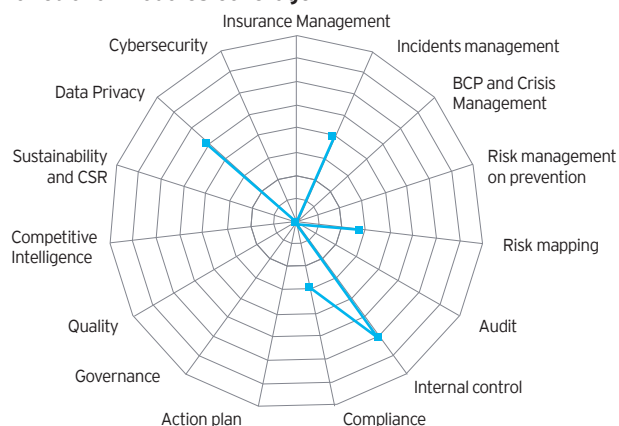 Insurance Management
Cybersecurity
Incidents management
Data Privacy
BCP and Crisis
Management
Sustainability
and CSR
Risk management
on prevention
Competitive
Intelligence
Risk mapping
Quality
Audit
Governance
Internal control
Action plan
Compliance